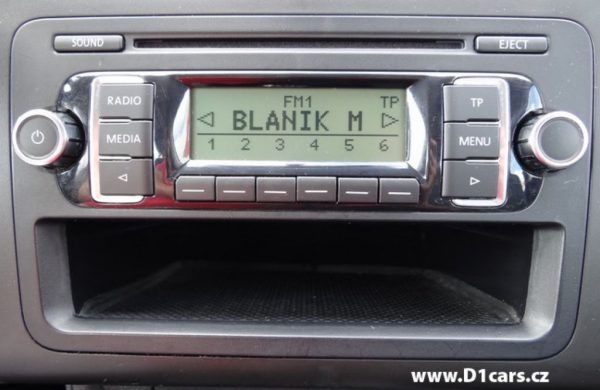 SOUND
EJECT
RADIO
MEDIA
FM1 TP
BLANIK M
1 2 3 4 5 6
TP
MENU
www.D1cars.cz